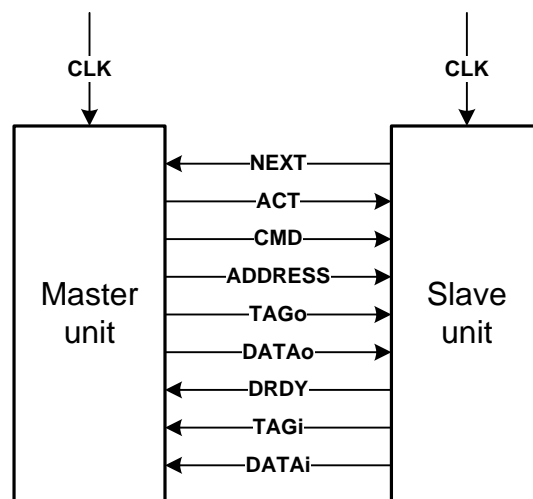 CLK
CLK
NEXT
ACT
CMD
ADDRESS
TAGo
DATAo
DRDY
TAGi
DATAi
Master
unit
Slave
unit